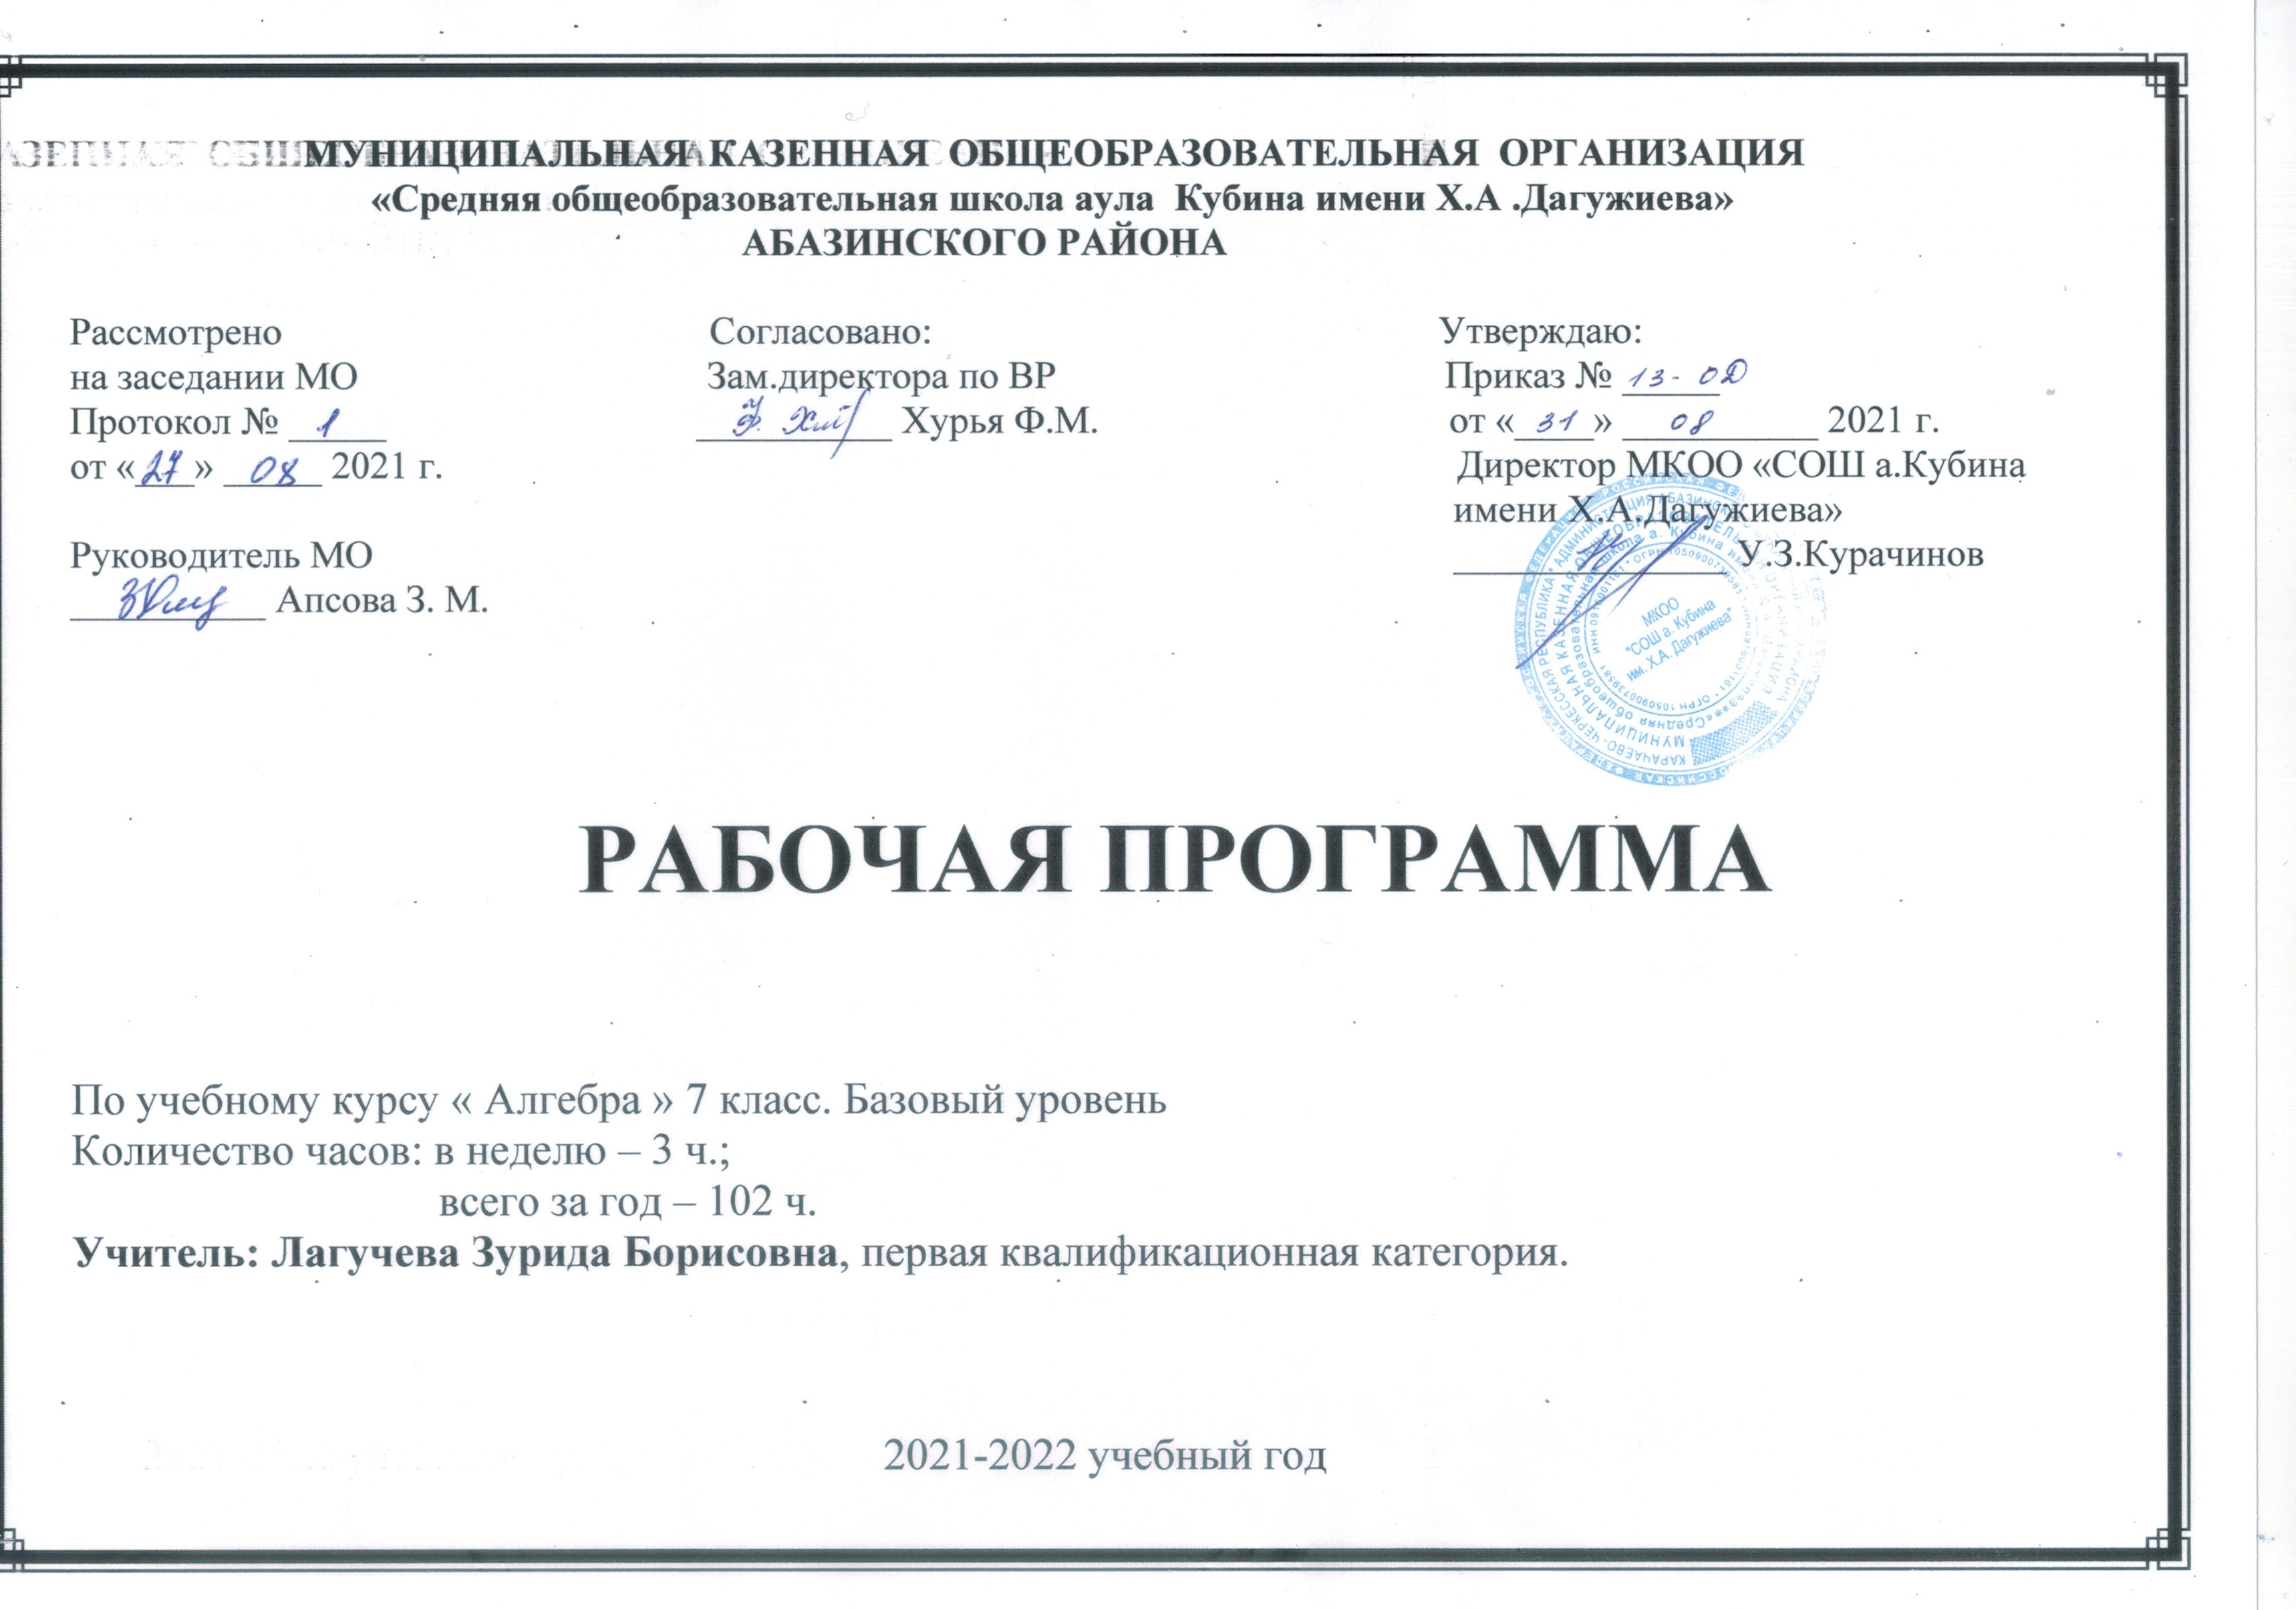 МУНИЦИПАЛЬНАЯ КАЗЕННАЯ ОБЩЕОБРАЗОВАТЕЛЬНАЯ ОРГАНИЗАЦИЯ
«Средняя общеобразовательная школа аула Кубина имени Х.А .Дагужиева»
АБАЗИНСКОГО РАЙОНА
Рассмотрено
на заседании МО
Протокол № 1
от «27» 08 2021 г.
Руководитель МО
Апсова З. М.
Согласовано:
Зам.директора по ВР
Хурья Ф.М.
Утверждаю:
Приказ № 13- ОД
от «31» 08 2021 г.
Директор МКОО «СОШ а.Кубина
имени Х.А.Дагужиева»
У.З.Курачинов
МКОО
"СОШ а. Кубина
им. Х.А. Дагужиева"
РАБОЧАЯ ПРОГРАММА
По учебному курсу « Алгебра » 7 класс. Базовый уровень
Количество часов: в неделю – 3 ч.;
всего за год – 102 ч.
Учитель: Лагучева Зурида Борисовна, первая квалификационная категория.
2021-2022 учебный год